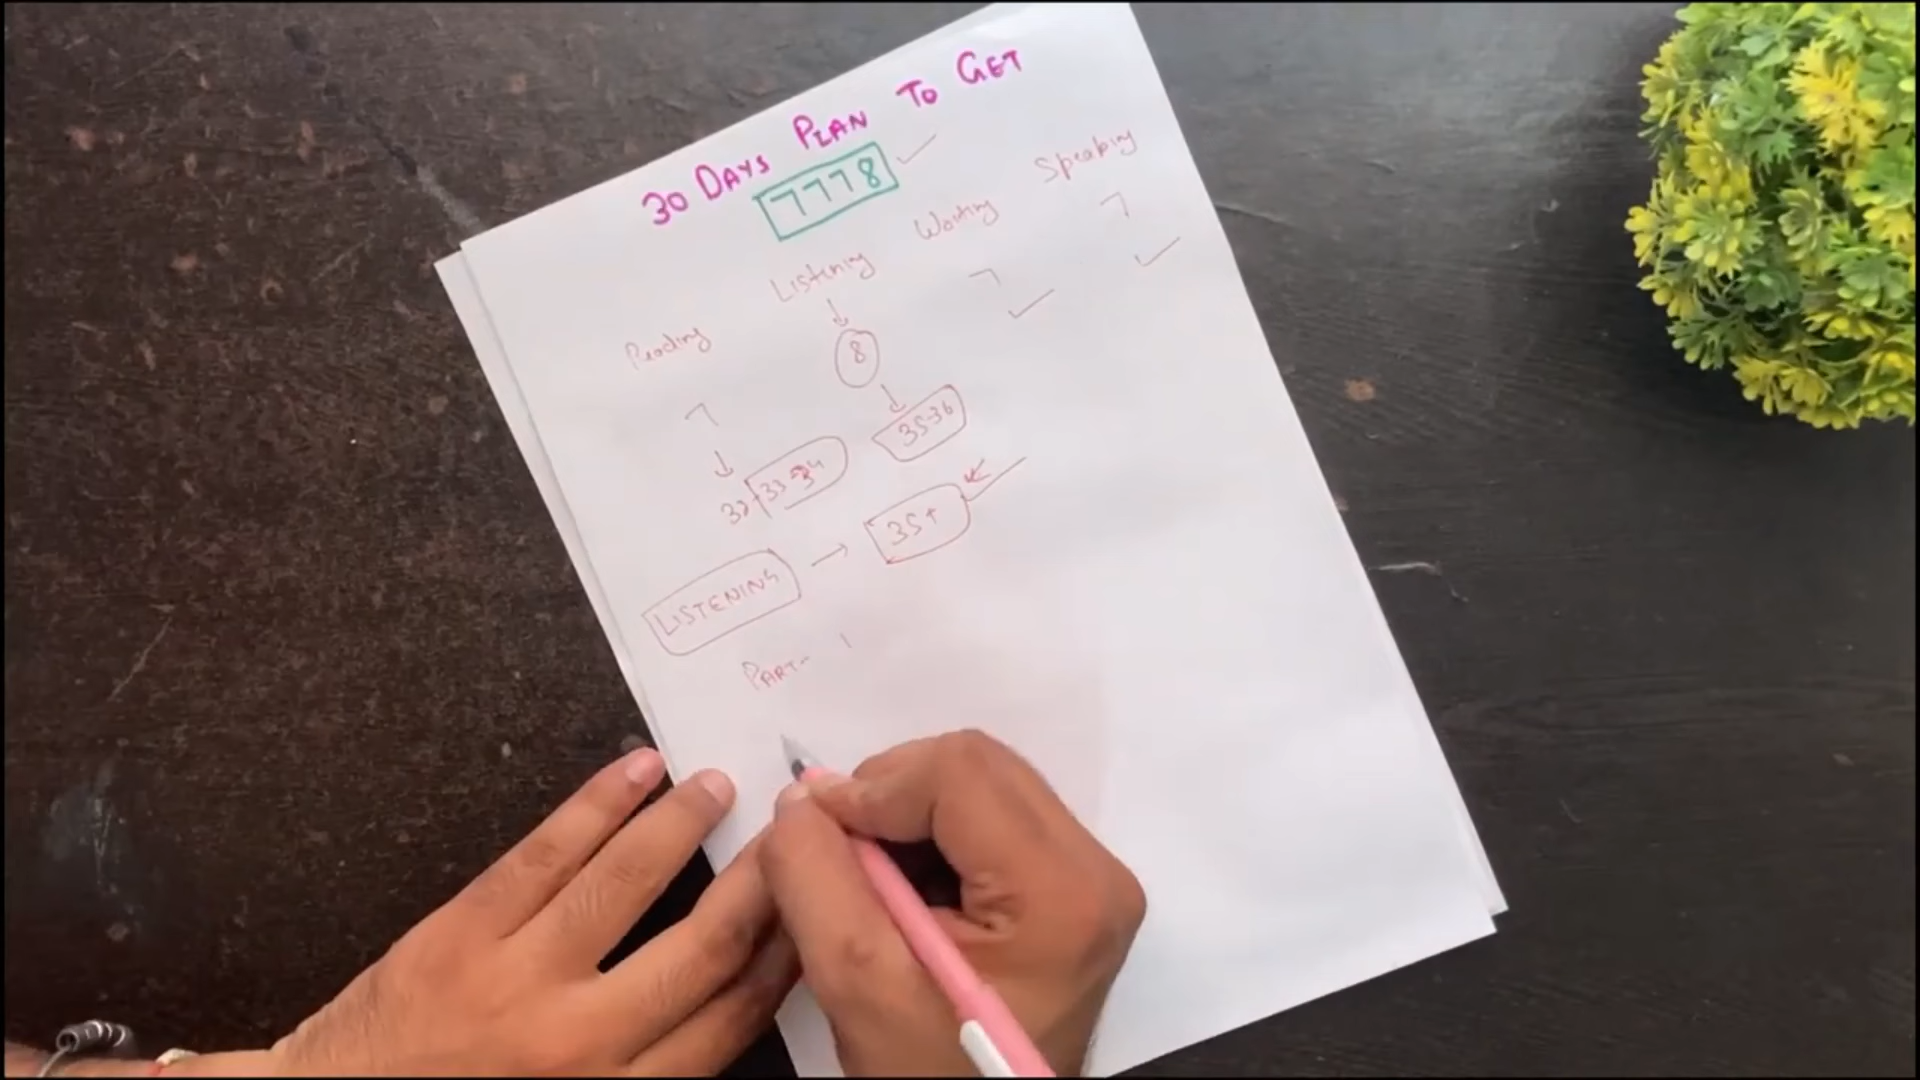 30 DAYS PLAN TO GET
7778
Reading Listening Writing Speaking
7 8 7 7
33-34 35-36
LISTENING → 35+
PART- 1